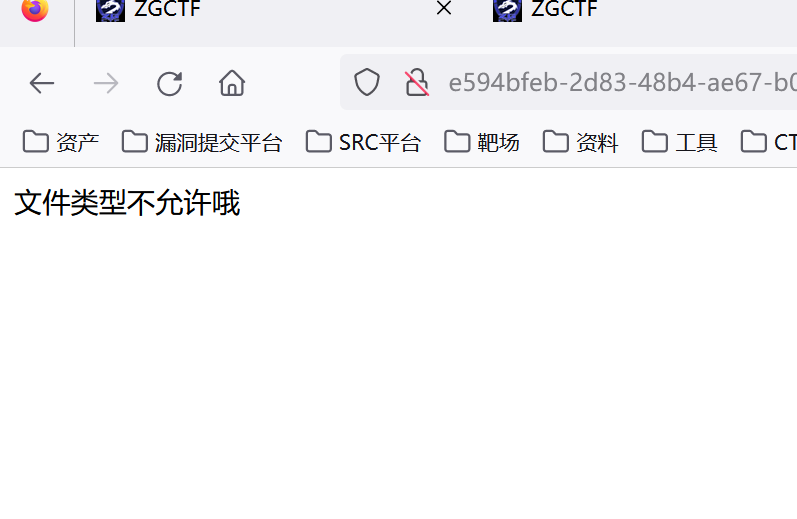 ZGCTF ZGCTF
e594bfeb-2d83-48b4-ae67-b0
资产 漏洞提交平台 SRC平台 靶场 资料 工具 CT
文件类型不允许哦